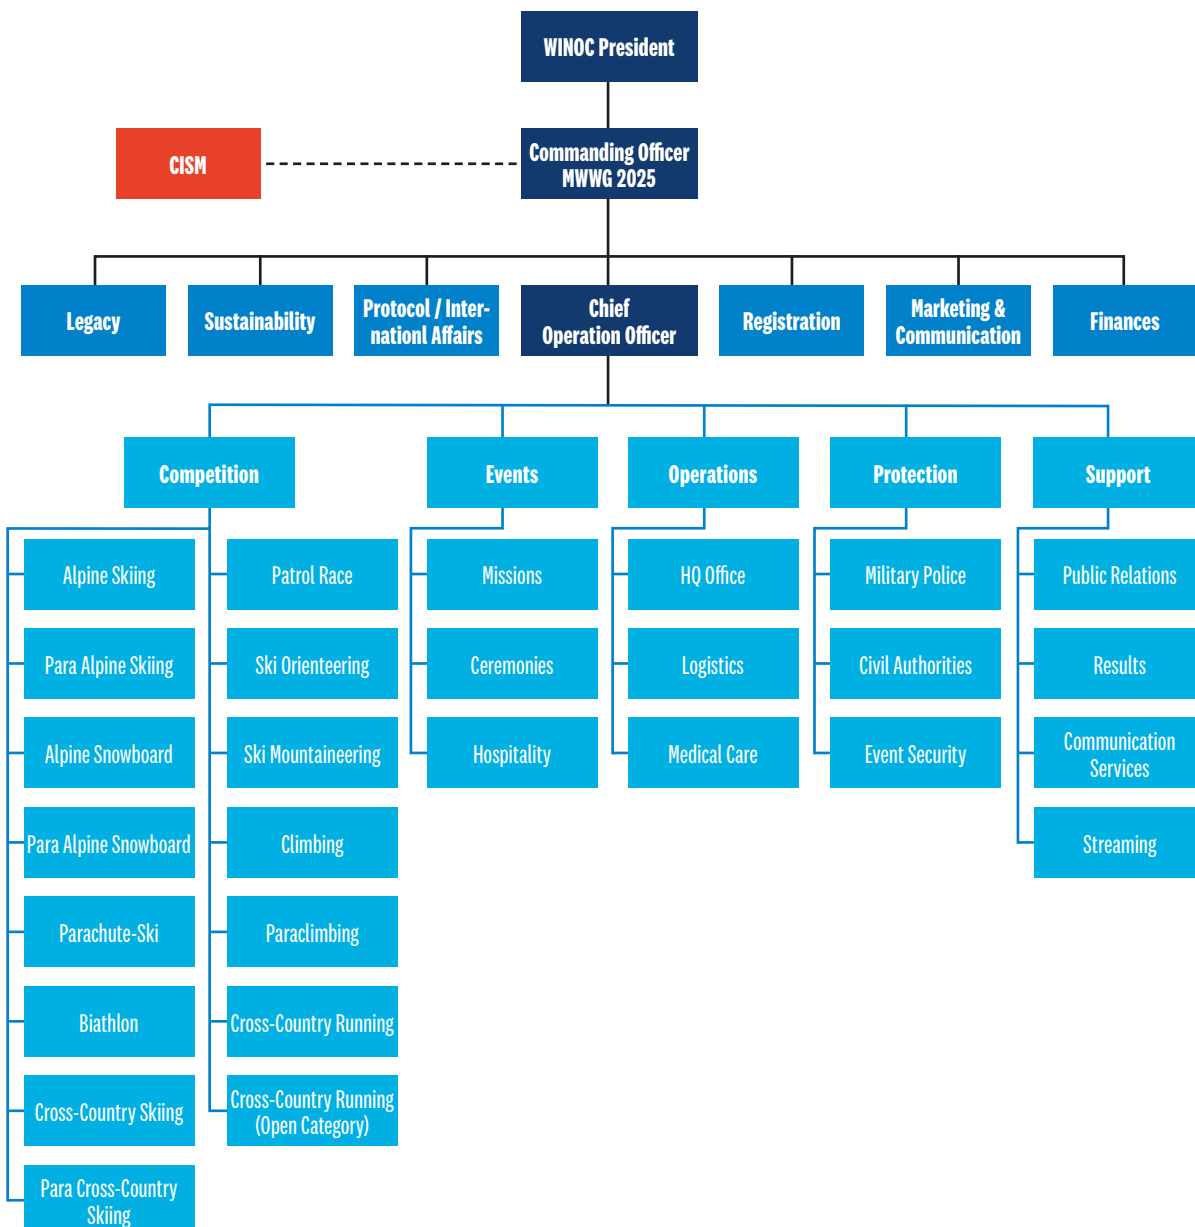 WINOC President
CISM
Commanding Officer
MWWG 2025
Legacy
Sustainability
Protocol / Inter-
nationl Affairs
Chief
Operation Officer
Registration
Marketing &
Communication
Finances
Competition
Events
Operations
Protection
Support
Alpine Skiing
Para Alpine Skiing
Alpine Snowboard
Para Alpine Snowboard
Parachute-Ski
Biathlon
Cross-Country Skiing
Para Cross-Country
Skiing
Patrol Race
Ski Orienteering
Ski Mountaineering
Climbing
Paraclimbing
Cross-Country Running
Cross-Country Running
(Open Category)
Missions
Ceremonies
Hospitality
HQ Office
Logistics
Medical Care
Military Police
Civil Authorities
Event Security
Public Relations
Results
Communication
Services
Streaming